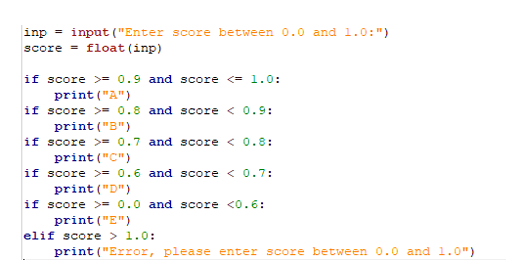 inp = input("Enter score between 0.0 and 1.0:")
score = float(inp)
if score >= 0.9 and score <= 1.0:
    print("A")
if score >= 0.8 and score < 0.9:
    print("B")
if score >= 0.7 and score < 0.8:
    print("C")
if score >= 0.6 and score < 0.7:
    print("D")
if score >= 0.0 and score <0.6:
    print("E")
elif score > 1.0:
    print("Error, please enter score between 0.0 and 1.0")